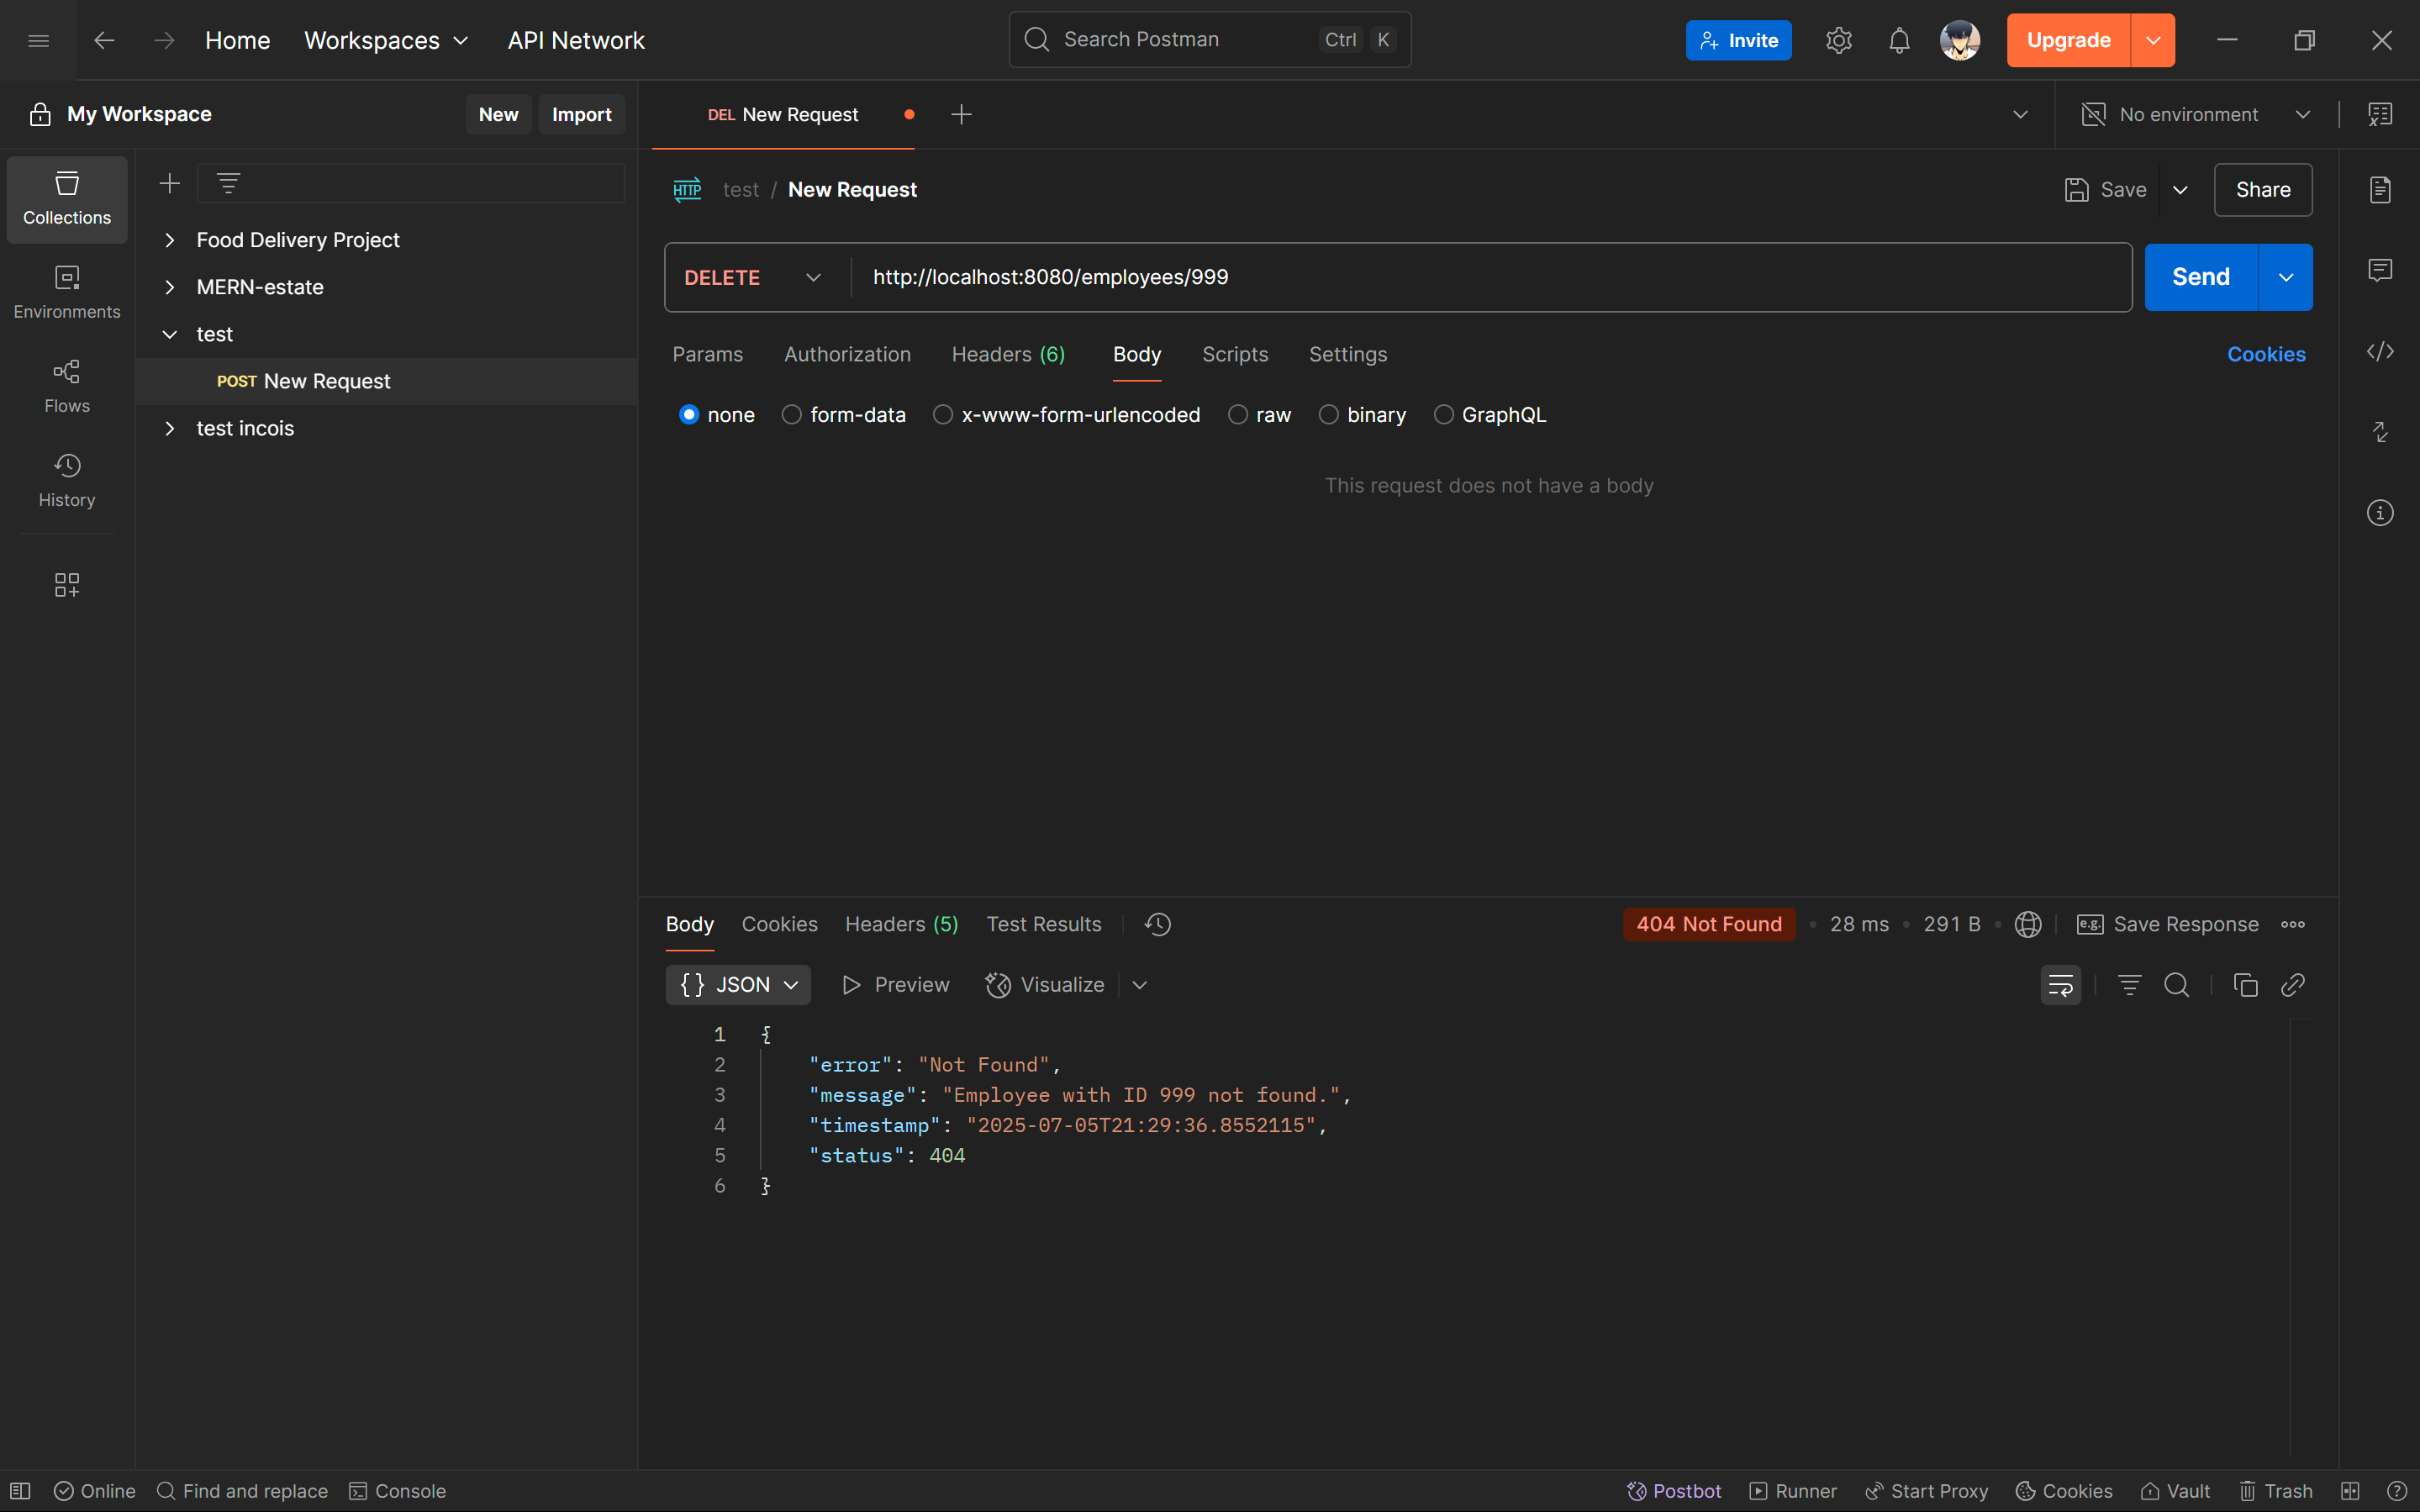 Home Workspaces API Network Search Postman Ctrl K Invite Upgrade
My Workspace New Import DEL New Request No environment
Collections
Environments
Flows
History
Food Delivery Project
MERN-estate
test
POST New Request
test incois
HTTP test / New Request Save Share
DELETE http://localhost:8080/employees/999 Send
Params Authorization Headers (6) Body Scripts Settings Cookies
none form-data x-www-form-urlencoded raw binary GraphQL
This request does not have a body
Body Cookies Headers (5) Test Results 404 Not Found • 28 ms • 291 B • e.g. Save Response
{} JSON Preview Visualize
1 {
2 "error": "Not Found",
3 "message": "Employee with ID 999 not found.",
4 "timestamp": "2025-07-05T21:29:36.8552115",
5 "status": 404
6 }
Online Find and replace Console Postbot Runner Start Proxy Cookies Vault Trash